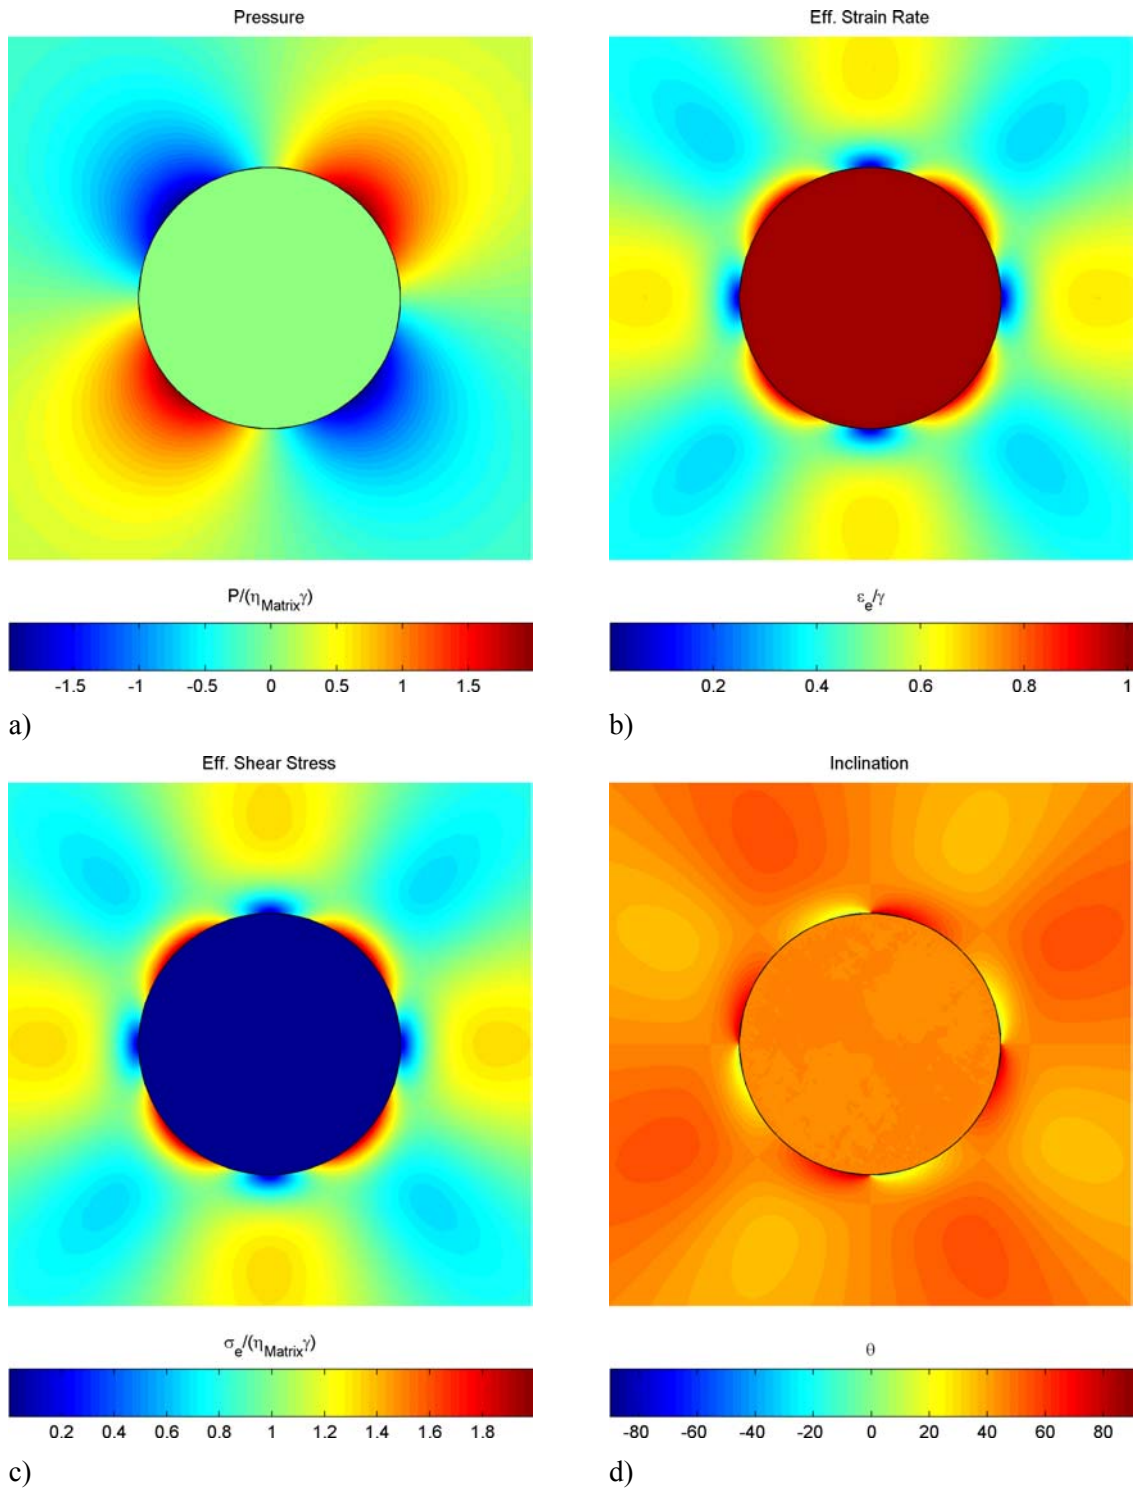 Pressure
Eff. Strain Rate
P/(ηMatrixγ)
εe/γ
-1.5 -1 -0.5 0 0.5 1 1.5
0.2 0.4 0.6 0.8 1
a)
b)
Eff. Shear Stress
Inclination
σe/(ηMatrixγ)
θ
0.2 0.4 0.6 0.8 1 1.2 1.4 1.6 1.8
-80 -60 -40 -20 0 20 40 60 80
c)
d)